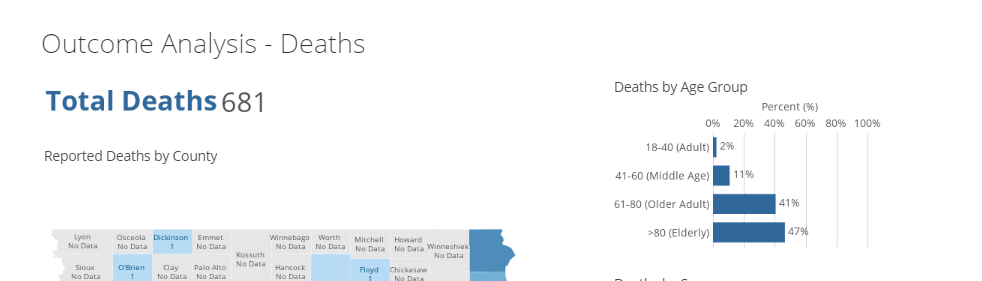 Outcome Analysis - Deaths
Total Deaths 681
Reported Deaths by County
Lyon
No Data
Osceola
No Data
Dickinson
1
Emmet
No Data
Kossuth
No Data
Winnebago
No Data
Worth
No Data
Mitchell
No Data
Howard
No Data
Winneshiek
No Data
Sioux
No Data
O'Brien
1
Clay
No Data
Palo Alto
No Data
Hancock
No Data
Floyd
1
Chickasaw
No Data
Deaths by Age Group
Percent (%)
0% 20% 40% 60% 80% 100%
18-40 (Adult) 2%
41-60 (Middle Age) 11%
61-80 (Older Adult) 41%
>80 (Elderly) 47%